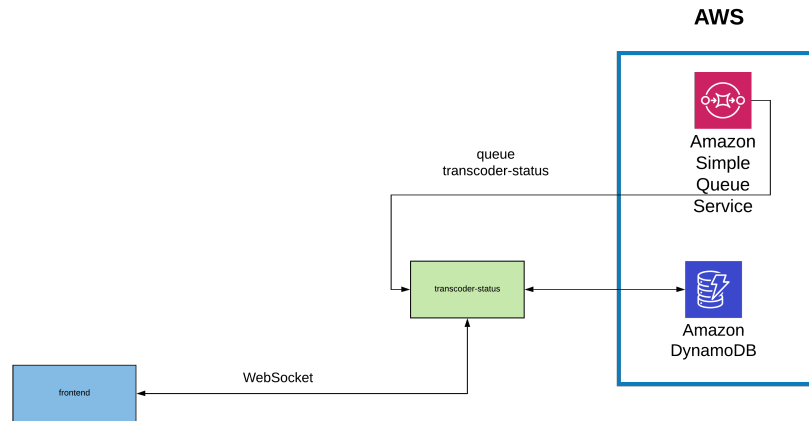 AWS
Amazon
Simple
Queue
Service
queue
transcoder-status
transcoder-status
Amazon
DynamoDB
WebSocket
frontend